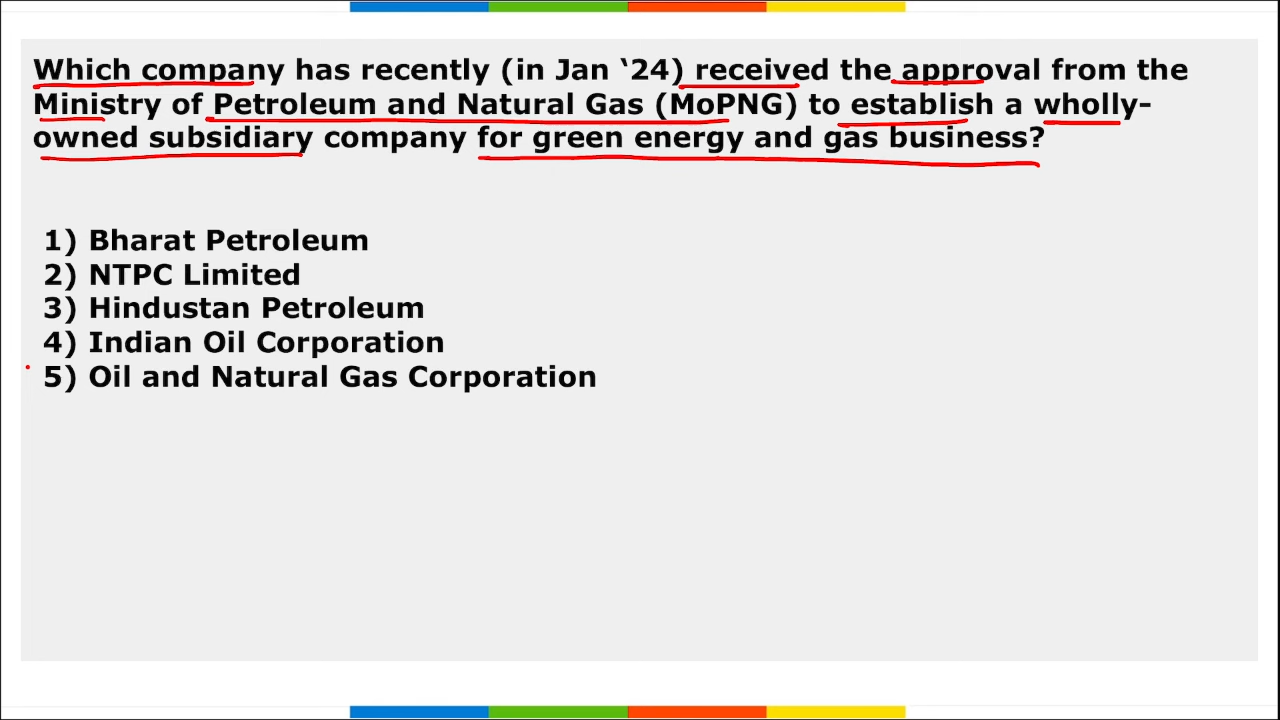 Which company has recently (in Jan ‘24) received the approval from the
Ministry of Petroleum and Natural Gas (MoPNG) to establish a wholly-
owned subsidiary company for green energy and gas business?
1) Bharat Petroleum
2) NTPC Limited
3) Hindustan Petroleum
4) Indian Oil Corporation
5) Oil and Natural Gas Corporation